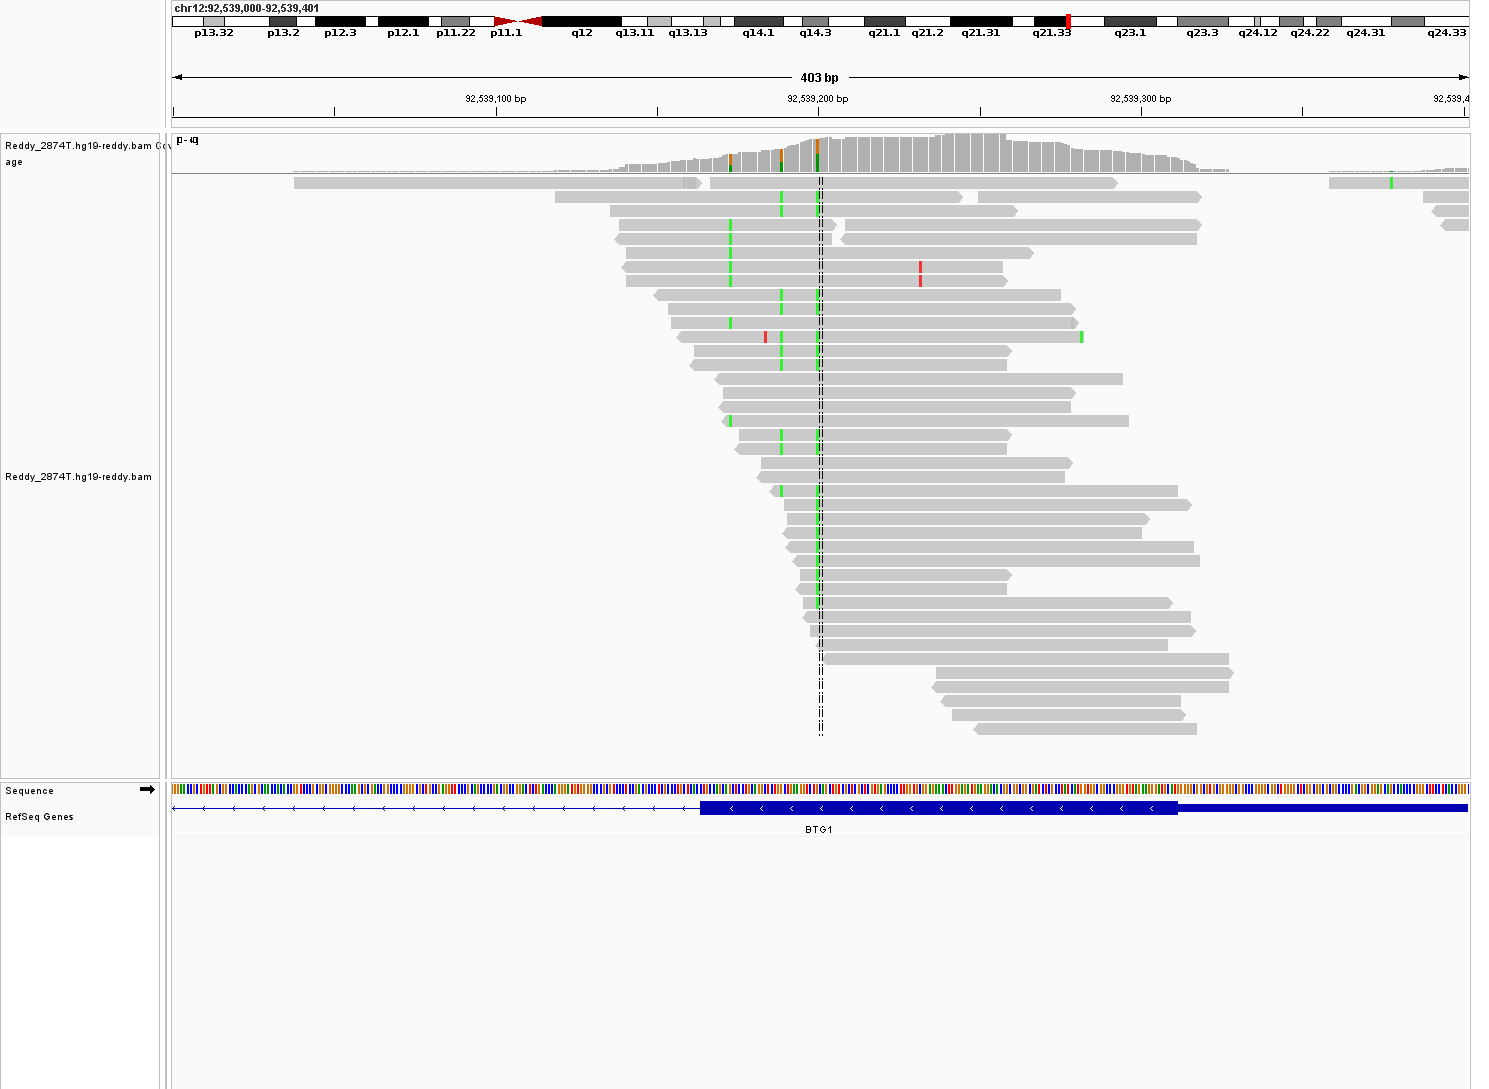 chr12:92,539,000-92,539,401
p13.32 p13.2 p12.3 p12.1 p11.22 p11.1 q12 q13.11 q13.13 q14.1 q14.3 q21.1 q21.2 q21.31 q21.33 q23.1 q23.3 q24.12 q24.22 q24.31 q24.33
403 bp
92,539,100 bp 92,539,200 bp 92,539,300 bp 92,539,4
Reddy_2874T.hg19-reddy.bam Cov
age
Reddy_2874T.hg19-reddy.bam
Sequence
RefSeq Genes
BTG1